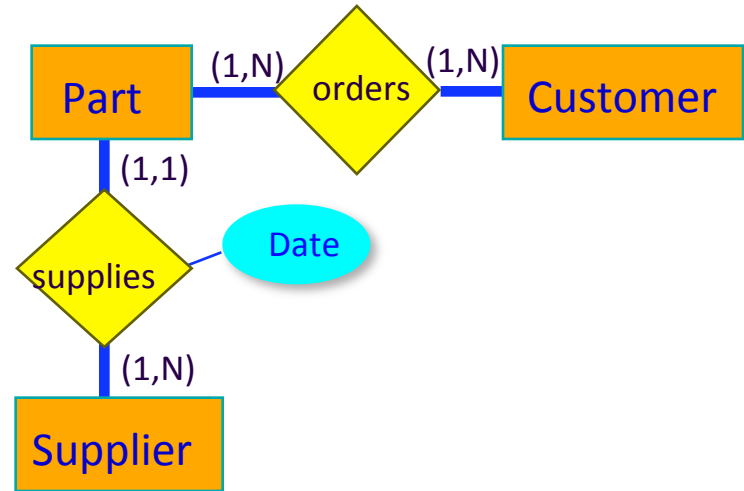 (1,N)
(1,N)
Part
orders
Customer
(1,1)
Date
supplies
(1,N)
Supplier